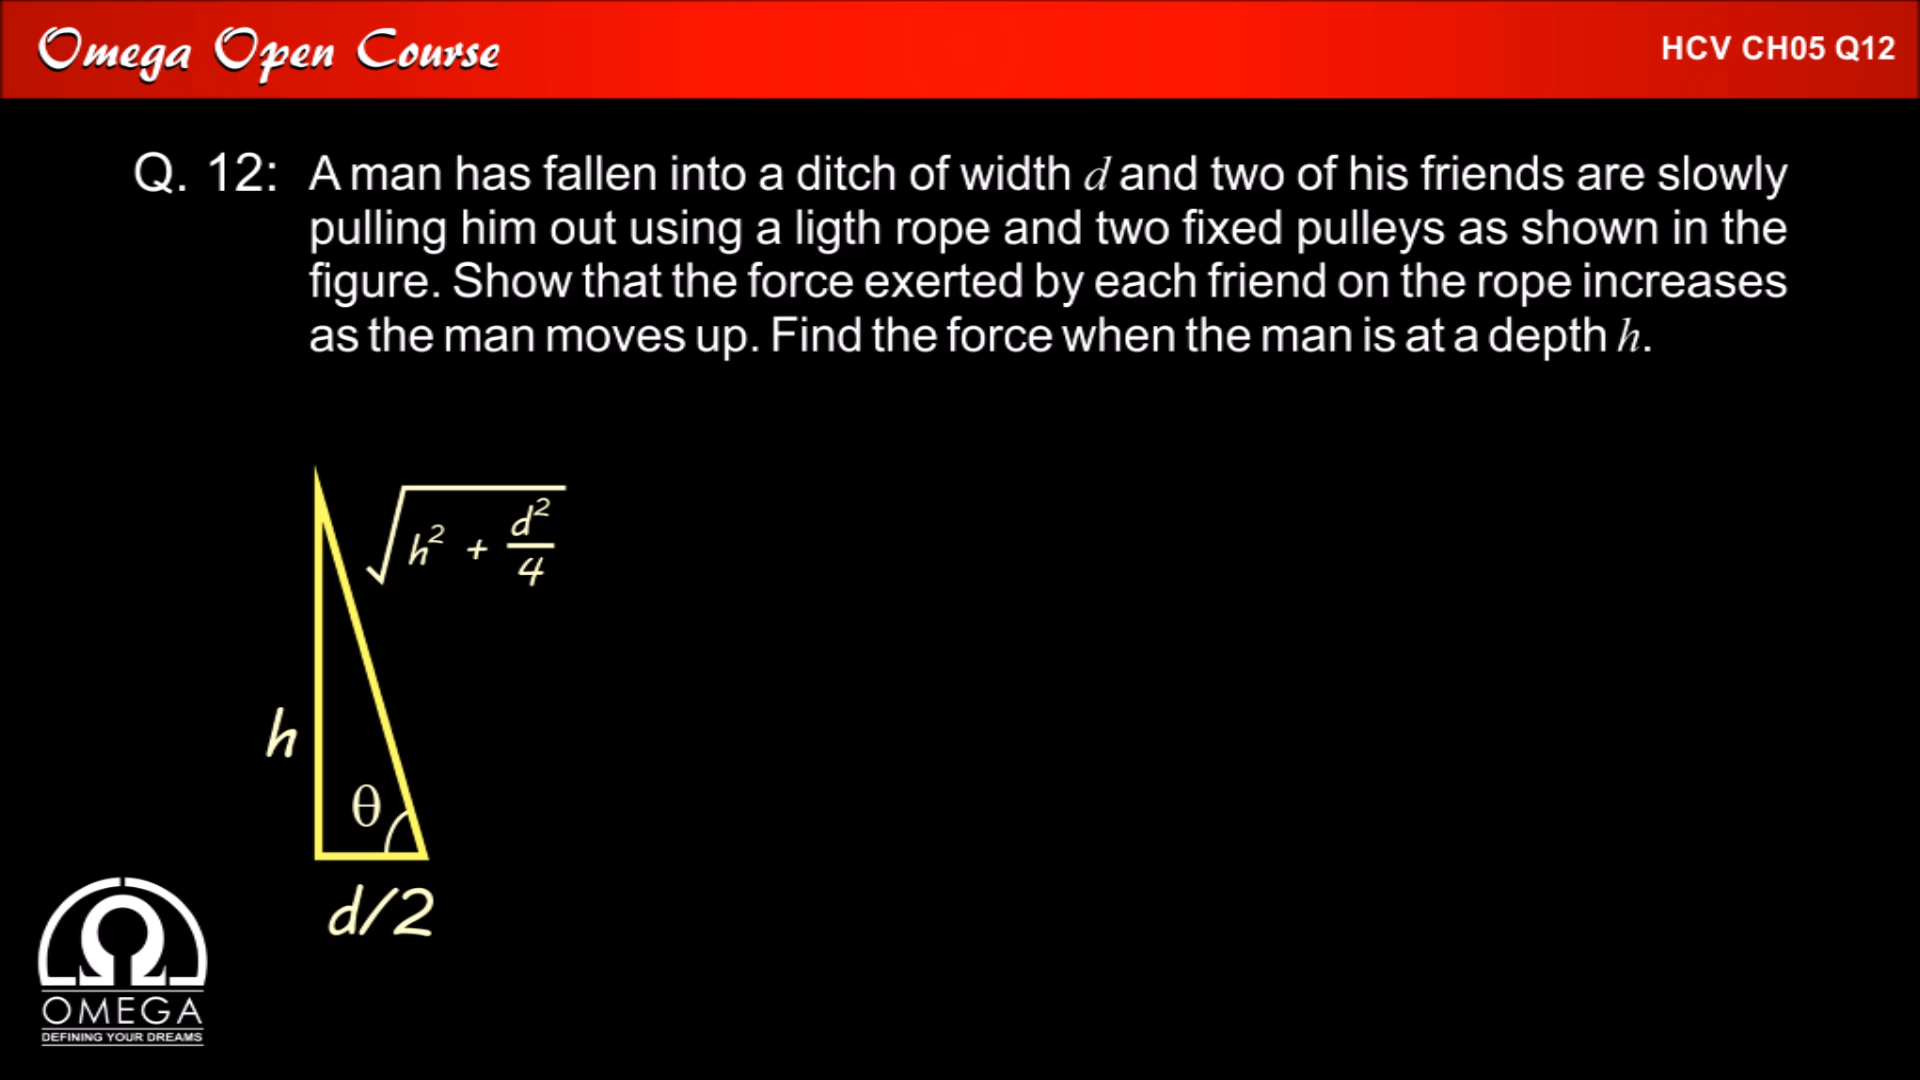 Omega Open Course
HCV CH05 Q12
Q. 12: A man has fallen into a ditch of width d and two of his friends are slowly
pulling him out using a ligth rope and two fixed pulleys as shown in the
figure. Show that the force exerted by each friend on the rope increases
as the man moves up. Find the force when the man is at a depth h.
√(h² + d²/4)
h
θ
d/2
OMEGA
DEFINING YOUR DREAMS